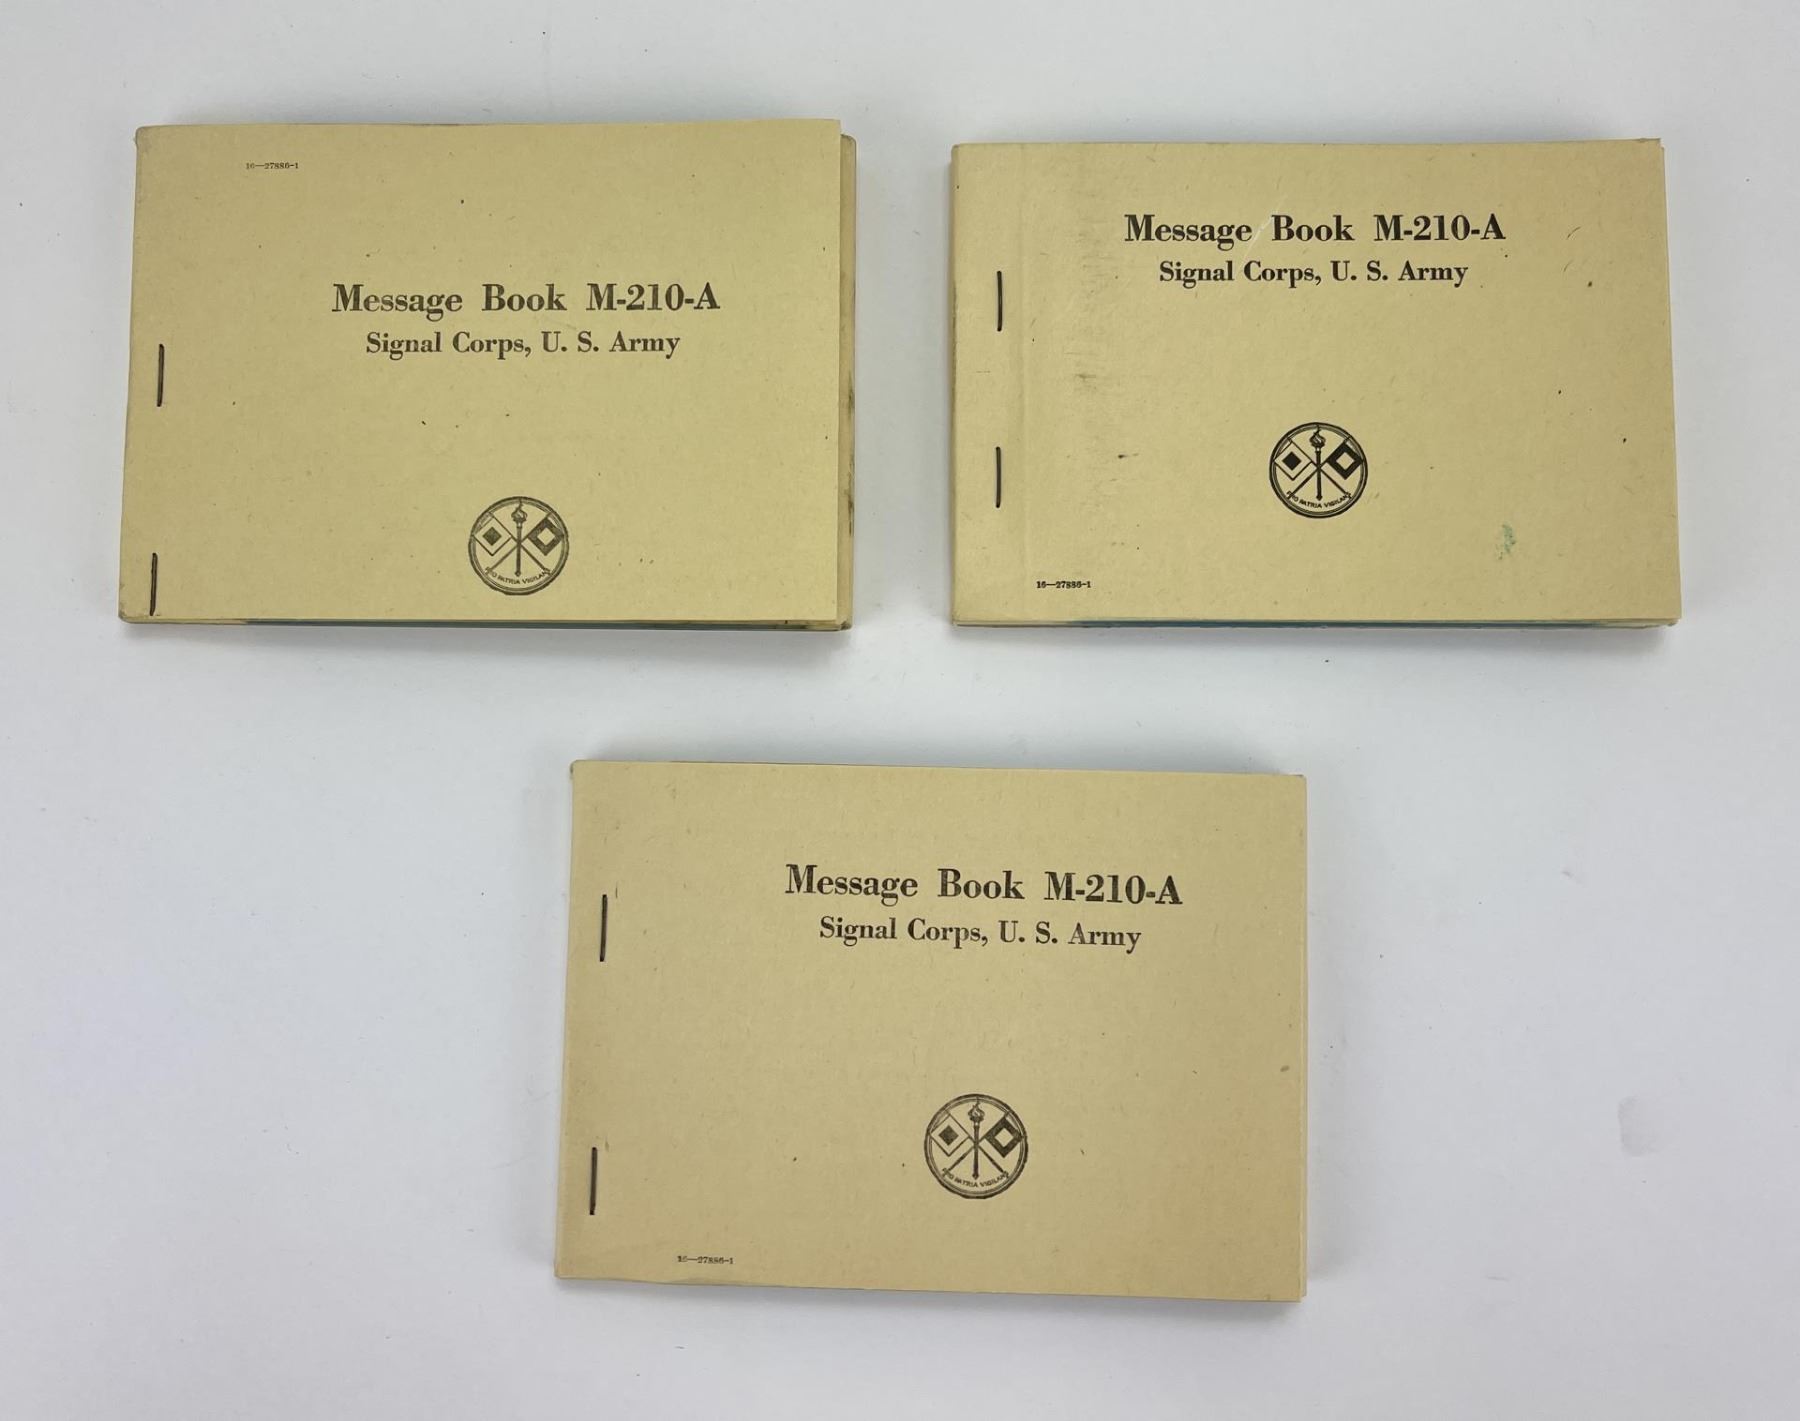 16—27886-1
Message Book M-210-A
Signal Corps, U. S. Army
PRO PATRIA VIGILANS
Message Book M-210-A
Signal Corps, U. S. Army
PRO PATRIA VIGILANS
16—27886-1
Message Book M-210-A
Signal Corps, U. S. Army
PRO PATRIA VIGILANS
16—27886-1